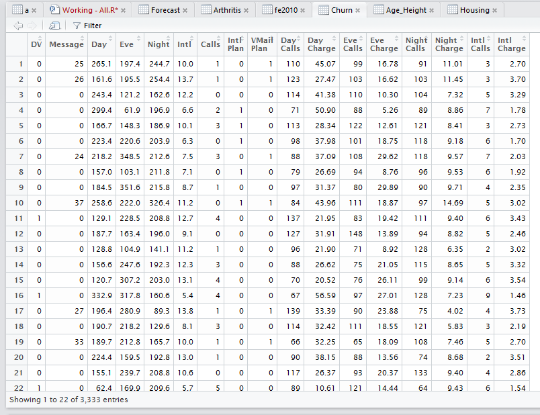 a × Working - All.R* × Forecast × Arthritis × fe2010 × Churn × Age_Height × Housing ×
Filter
DV Message Day Eve Night Intl Calls Intl Plan VMail Plan Day Calls Day Charge Eve Calls Eve Charge Night Calls Night Charge Intl Calls Intl Charge
1 0 25 265.1 197.4 244.7 10.0 1 0 1 110 45.07 99 16.78 91 11.01 3 2.70
2 0 26 161.6 195.5 254.4 13.7 1 0 1 123 27.47 103 16.62 103 11.45 3 3.70
3 0 0 243.4 121.2 162.6 12.2 0 0 0 114 41.38 110 10.30 104 7.32 5 3.29
4 0 0 299.4 61.9 196.9 6.6 2 1 0 71 50.90 88 5.26 89 8.86 7 1.78
5 0 0 166.7 148.3 186.9 10.1 3 1 0 113 28.34 122 12.61 121 8.41 3 2.73
6 0 0 223.4 220.6 203.9 6.3 0 1 0 98 37.98 101 18.75 118 9.18 6 1.70
7 0 24 218.2 348.5 212.6 7.5 3 0 1 88 37.09 108 29.62 118 9.57 7 2.03
8 0 0 157.0 103.1 211.8 7.1 0 1 0 79 26.69 94 8.76 96 9.53 6 1.92
9 0 0 184.5 351.6 215.8 8.7 1 0 0 97 31.37 80 29.89 90 9.71 4 2.35
10 0 37 258.6 222.0 326.4 11.2 0 1 1 84 43.96 111 18.87 97 14.69 5 3.02
11 1 0 129.1 228.5 208.8 12.7 4 0 0 137 21.95 83 19.42 111 9.40 6 3.43
12 0 0 187.7 163.4 196.0 9.1 0 0 0 127 31.91 148 13.89 94 8.82 5 2.46
13 0 0 128.8 104.9 141.1 11.2 1 0 0 96 21.90 71 8.92 128 6.35 2 3.02
14 0 0 156.6 247.6 192.3 12.3 3 0 0 88 26.62 75 21.05 115 8.65 3 3.32
15 0 0 120.7 307.2 203.0 13.1 4 0 0 70 20.52 76 26.11 99 9.14 6 3.54
16 1 0 332.9 317.8 160.6 5.4 4 0 0 67 56.59 97 27.01 128 7.23 9 1.46
17 0 27 196.4 280.9 89.3 13.8 1 0 1 139 33.39 90 23.88 75 4.02 4 3.73
18 0 0 190.7 218.2 129.6 8.1 3 0 0 114 32.42 111 18.55 121 5.83 3 2.19
19 0 33 189.7 212.8 165.7 10.0 1 0 1 66 32.25 65 18.09 108 7.46 5 2.70
20 0 0 224.4 159.5 192.8 13.0 1 0 0 90 38.15 88 13.56 74 8.68 2 3.51
21 0 0 155.1 239.7 208.8 10.6 0 0 0 117 26.37 93 20.37 133 9.40 4 2.86
22 1 0 62.4 169.9 209.6 5.7 5 0 0 89 10.61 121 14.44 64 9.43 6 1.54
Showing 1 to 22 of 3,333 entries